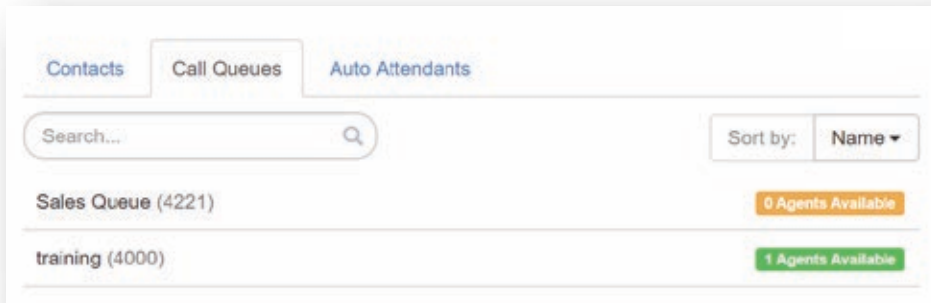 Contacts Call Queues Auto Attendants
Search... Sort by: Name
Sales Queue (4221) 0 Agents Available
training (4000) 1 Agents Available